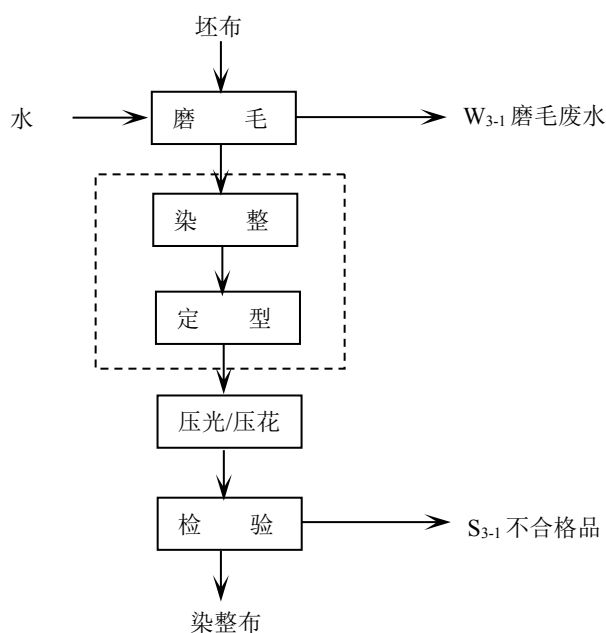 坯布
水
磨 毛
W3-1 磨毛废水
染 整
定 型
压光/压花
检 验
S3-1 不合格品
染整布